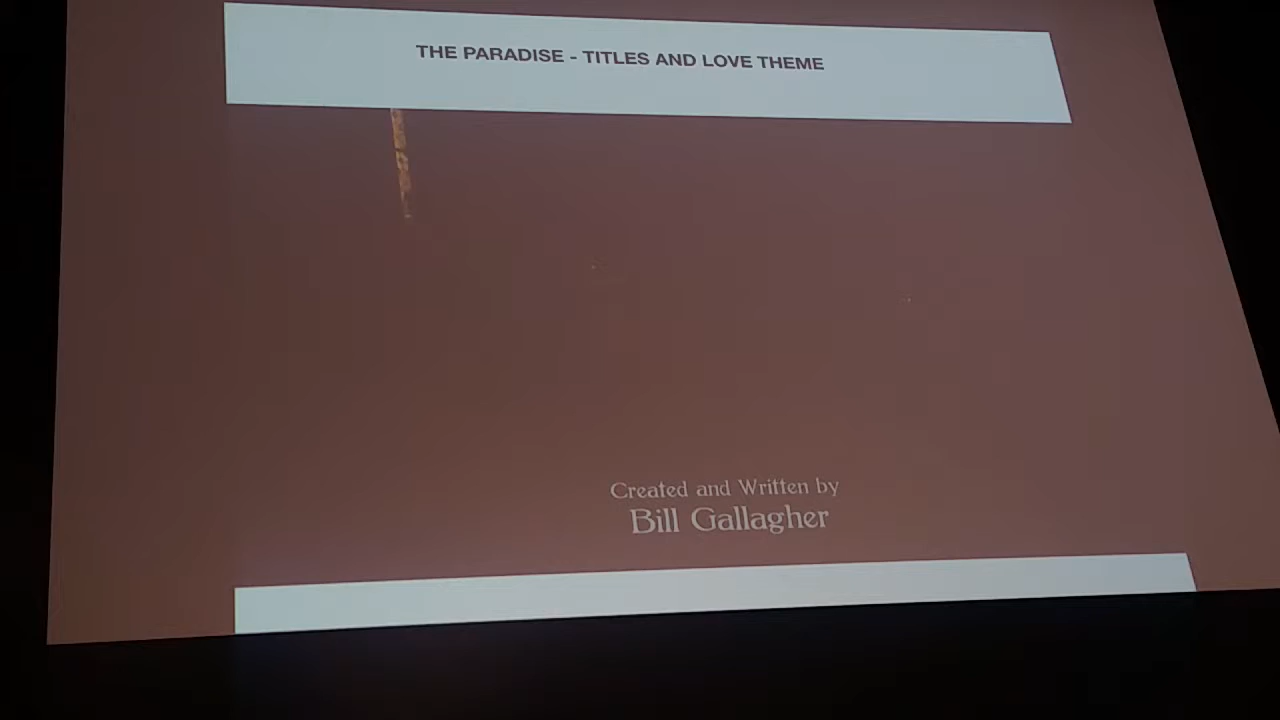 THE PARADISE - TITLES AND LOVE THEME
Created and Written by
Bill Gallagher